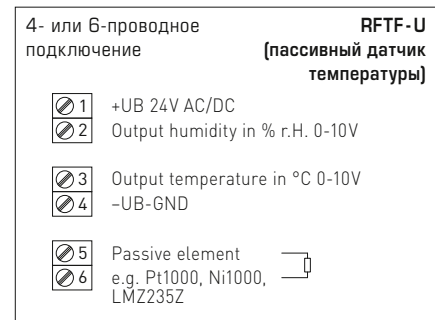 4- или 6-проводное
подключение
RFTF-U
(пассивный датчик
температуры)
1 +UB 24V AC/DC
2 Output humidity in % r.H. 0-10V
3 Output temperature in °C 0-10V
4 –UB-GND
5 Passive element
6 e.g. Pt1000, Ni1000,
LMZ235Z